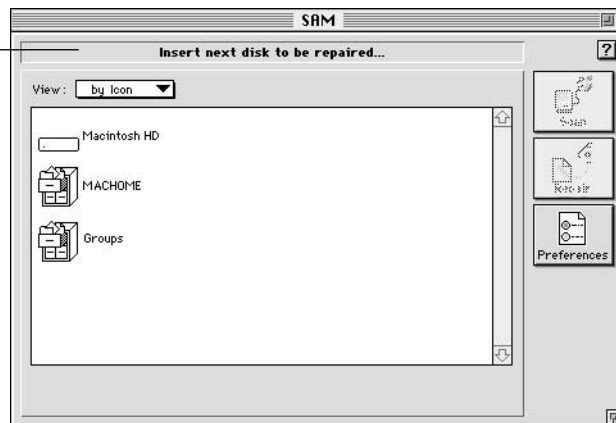 SAM
Insert next disk to be repaired...
?
View: by Icon
Macintosh HD
MACHOME
Groups
Scan
Repair
Preferences